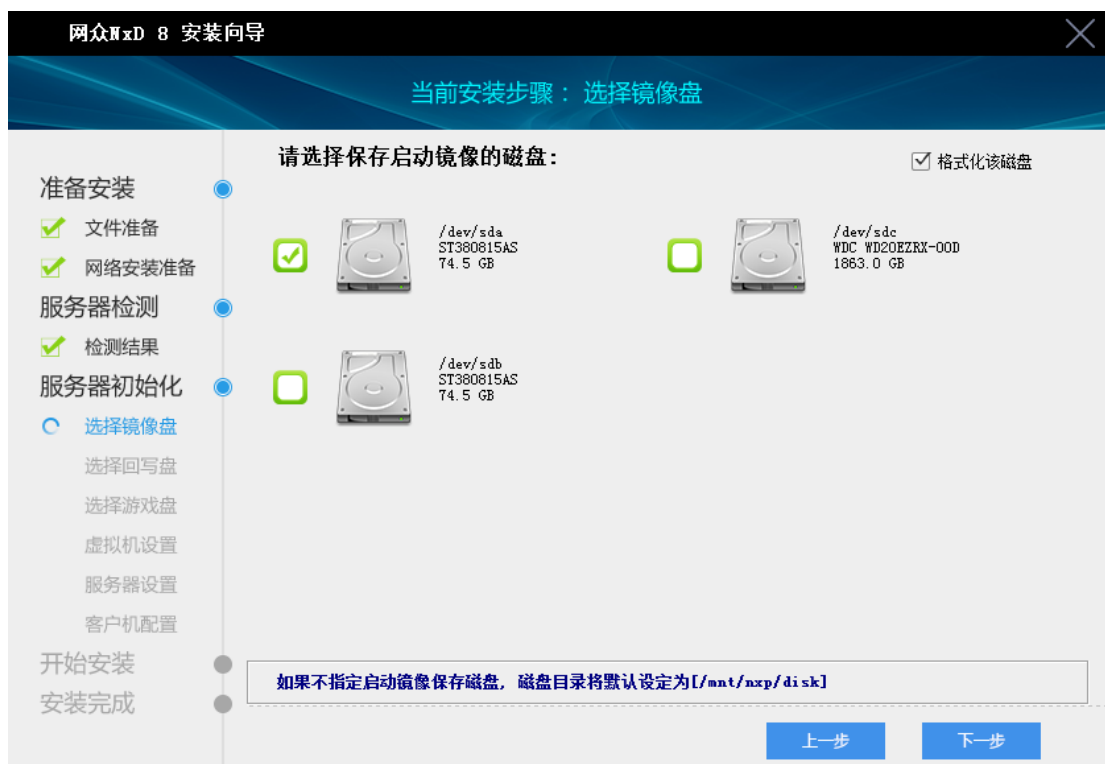 网众NxD 8 安装向导
当前安装步骤：选择镜像盘
准备安装
文件准备
网络安装准备
服务器检测
检测结果
服务器初始化
选择镜像盘
选择回写盘
选择游戏盘
虚拟机设置
服务器设置
客户机配置
开始安装
安装完成
请选择保存启动镜像的磁盘：
格式化该磁盘
/dev/sda
ST380815AS
74.5 GB
/dev/sdc
WDC WD20EZRX-00D
1863.0 GB
/dev/sdb
ST380815AS
74.5 GB
如果不指定启动镜像保存磁盘, 磁盘目录将默认设定为[/mnt/nxp/disk]
上一步
下一步